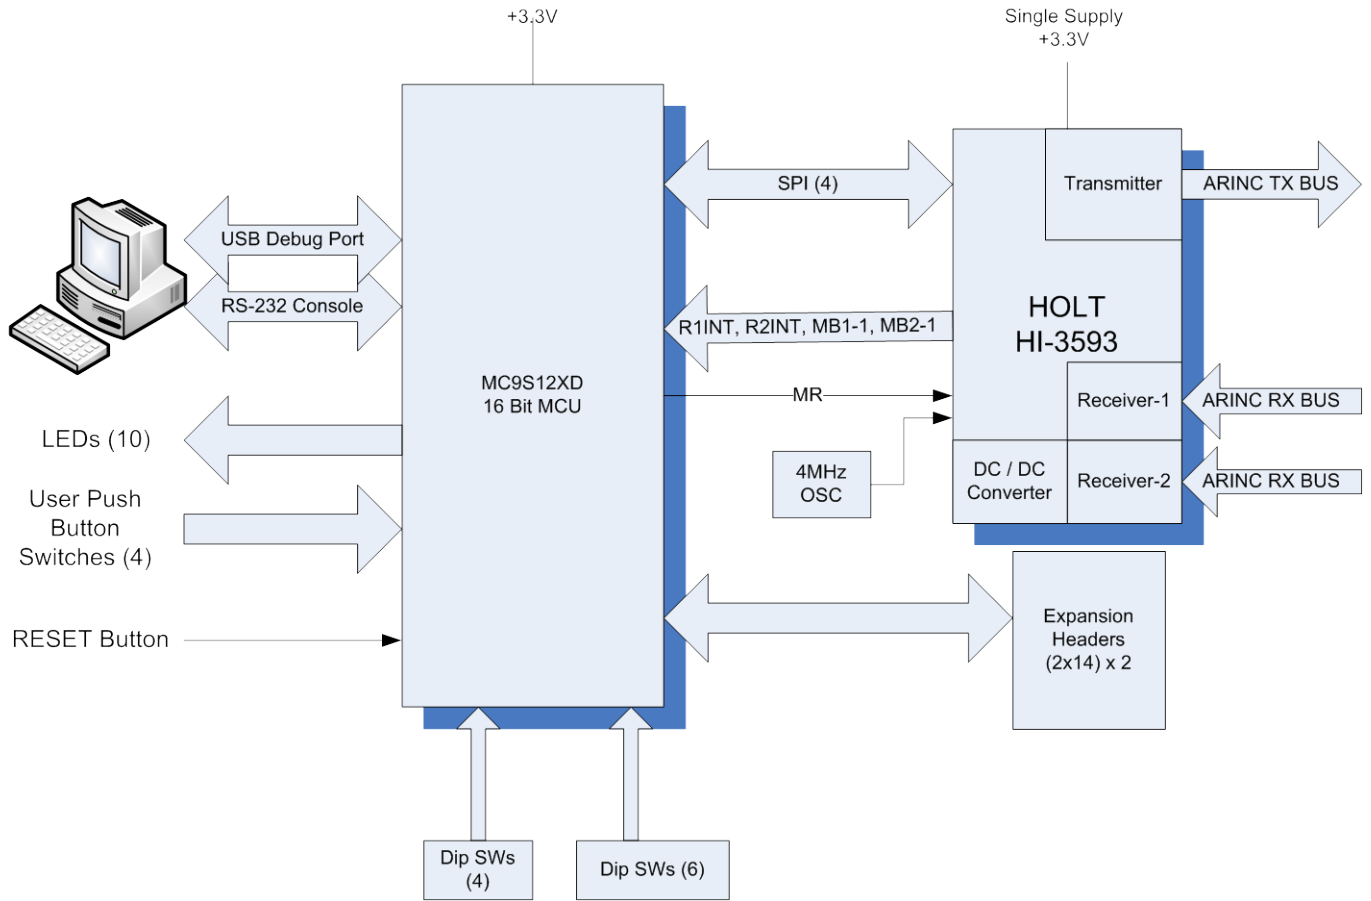 +3.3V
Single Supply
+3.3V
SPI (4)
Transmitter
ARINC TX BUS
USB Debug Port
RS-232 Console
R1INT, R2INT, MB1-1, MB2-1
HOLT
HI-3593
MC9S12XD
16 Bit MCU
MR
Receiver-1
ARINC RX BUS
LEDs (10)
4MHz
OSC
DC / DC
Converter
Receiver-2
ARINC RX BUS
User Push
Button
Switches (4)
RESET Button
Expansion
Headers
(2x14) x 2
Dip SWs
(4)
Dip SWs (6)